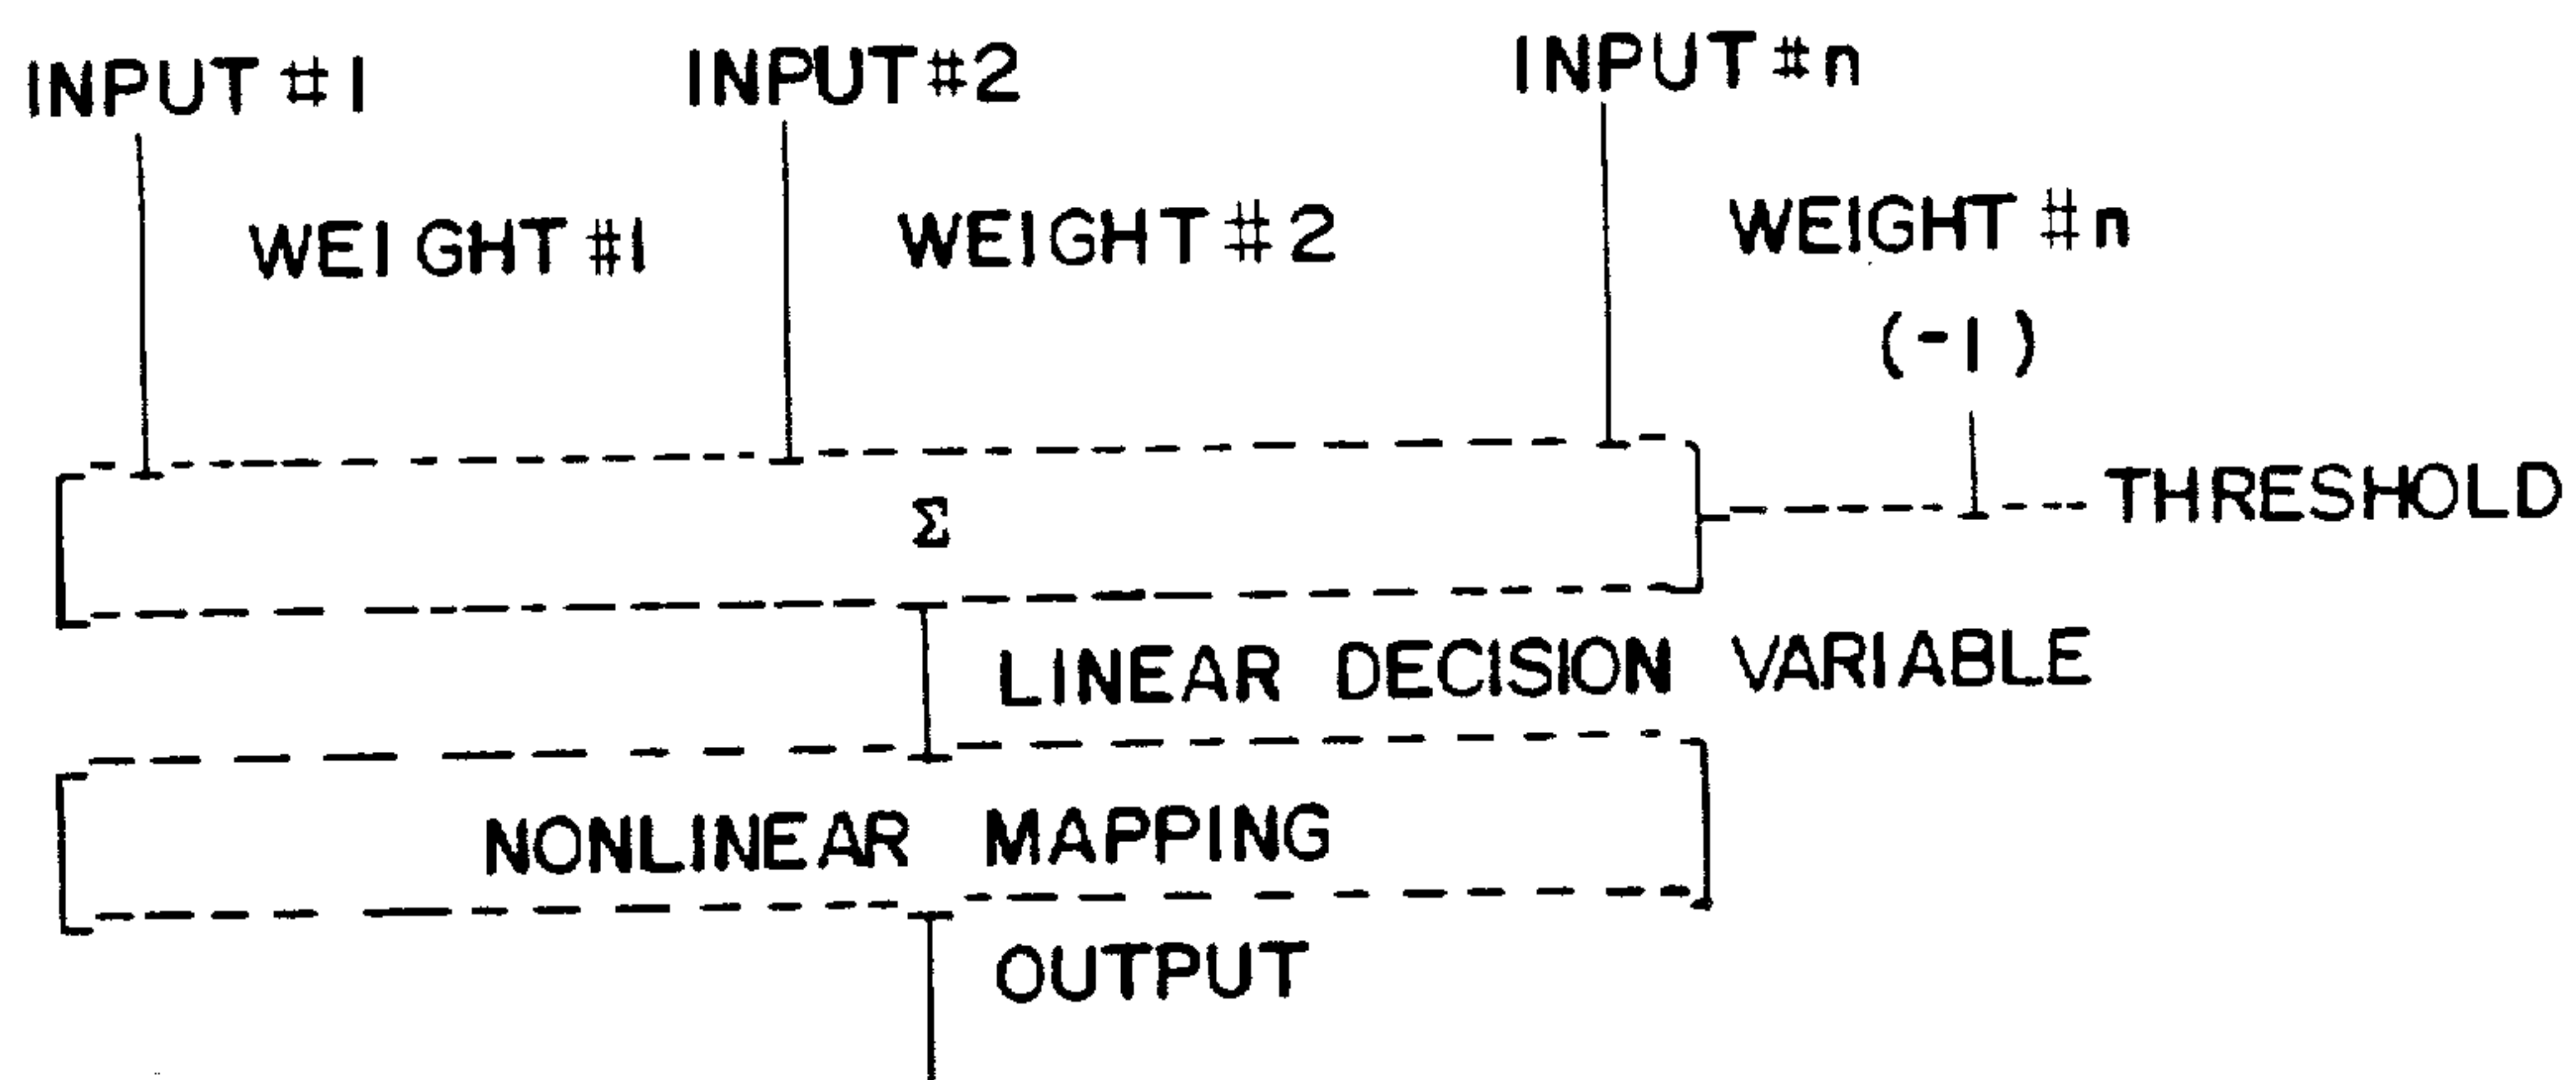 INPUT #1 INPUT #2 INPUT #n
WEIGHT #1 WEIGHT #2 WEIGHT #n
(-1)
Σ
THRESHOLD
LINEAR DECISION VARIABLE
NONLINEAR MAPPING
OUTPUT